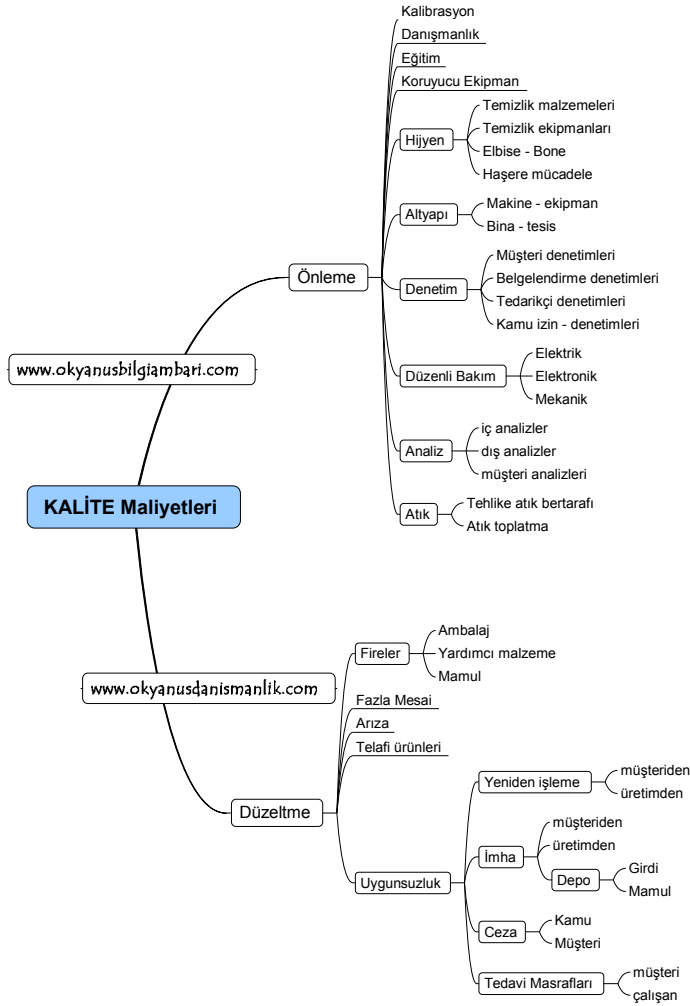 Kalibrasyon
Danışmanlık
Eğitim
Koruyucu Ekipman
Hijyen
Temizlik malzemeleri
Temizlik ekipmanları
Elbise - Bone
Haşere mücadele
Altyapı
Makine - ekipman
Bina - tesis
Önleme
Denetim
Müşteri denetimleri
Belgelendirme denetimleri
Tedarikçi denetimleri
Kamu izin - denetimleri
Düzenli Bakım
Elektrik
Elektronik
Mekanik
Analiz
iç analizler
dış analizler
müşteri analizleri
Atık
Tehlike atık bertarafı
Atık toplatma
www.okyanusbilgiambari.com
KALİTE Maliyetleri
www.okyanusdanismanlik.com
Düzeltme
Fireler
Ambalaj
Yardımcı malzeme
Mamul
Fazla Mesai
Arıza
Telafi ürünleri
Uygunsuzluk
Yeniden işleme
müşteriden
üretimden
İmha
müşteriden
üretimden
Depo
Girdi
Mamul
Ceza
Kamu
Müşteri
Tedavi Masrafları
müşteri
çalışan